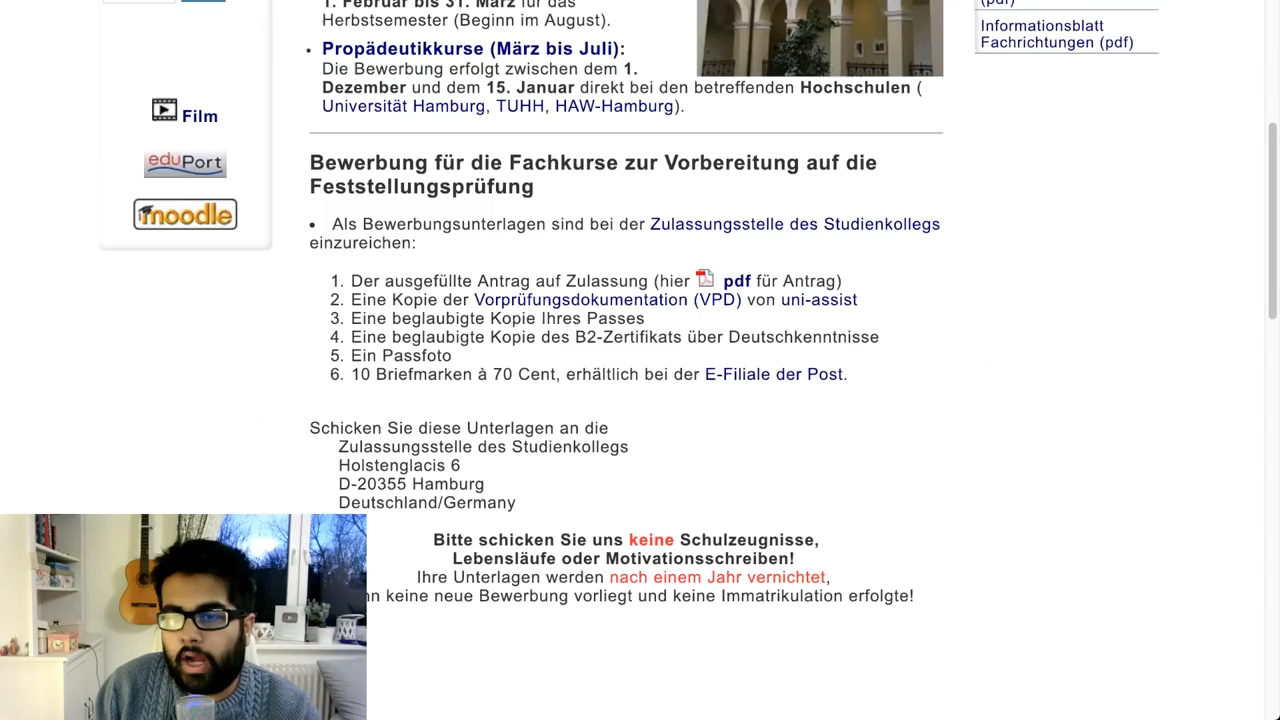 1. Februar bis 31. März für das
Herbstsemester (Beginn im August).
• Propädeutikkurse (März bis Juli):
Die Bewerbung erfolgt zwischen dem 1.
Dezember und dem 15. Januar direkt bei den betreffenden Hochschulen (
Universität Hamburg, TUHH, HAW-Hamburg).
(pdf)
Informationsblatt
Fachrichtungen (pdf)
Film
eduPort
moodle
Bewerbung für die Fachkurse zur Vorbereitung auf die
Feststellungsprüfung
• Als Bewerbungsunterlagen sind bei der Zulassungsstelle des Studienkollegs
einzureichen:
1. Der ausgefüllte Antrag auf Zulassung (hier pdf für Antrag)
2. Eine Kopie der Vorprüfungsdokumentation (VPD) von uni-assist
3. Eine beglaubigte Kopie Ihres Passes
4. Eine beglaubigte Kopie des B2-Zertifikats über Deutschkenntnisse
5. Ein Passfoto
6. 10 Briefmarken à 70 Cent, erhältlich bei der E-Filiale der Post.
Schicken Sie diese Unterlagen an die
Zulassungsstelle des Studienkollegs
Holstenglacis 6
D-20355 Hamburg
Deutschland/Germany
Bitte schicken Sie uns keine Schulzeugnisse,
Lebensläufe oder Motivationsschreiben!
Ihre Unterlagen werden nach einem Jahr vernichtet,
keine neue Bewerbung vorliegt und keine Immatrikulation erfolgte!